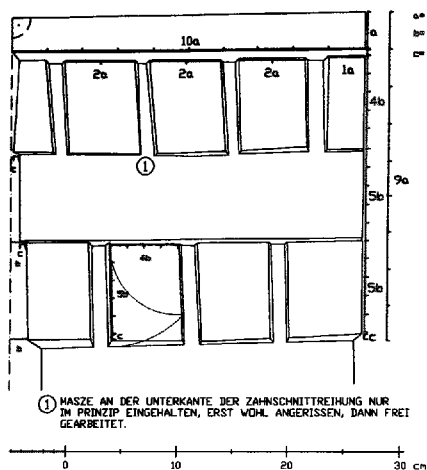 10a
a
2a
2a
2a
1a
4b
①
5b
9a
4b
5b
5b
2c
2c
① MASZE AN DER UNTERKANTE DER ZAHNSCHNITTREIHUNG NUR
IM PRINZIP EINGEHALTEN, ERST WOHL ANGERISSEN, DANN FREI
GEARBEITET.
0 10 20 30 CM